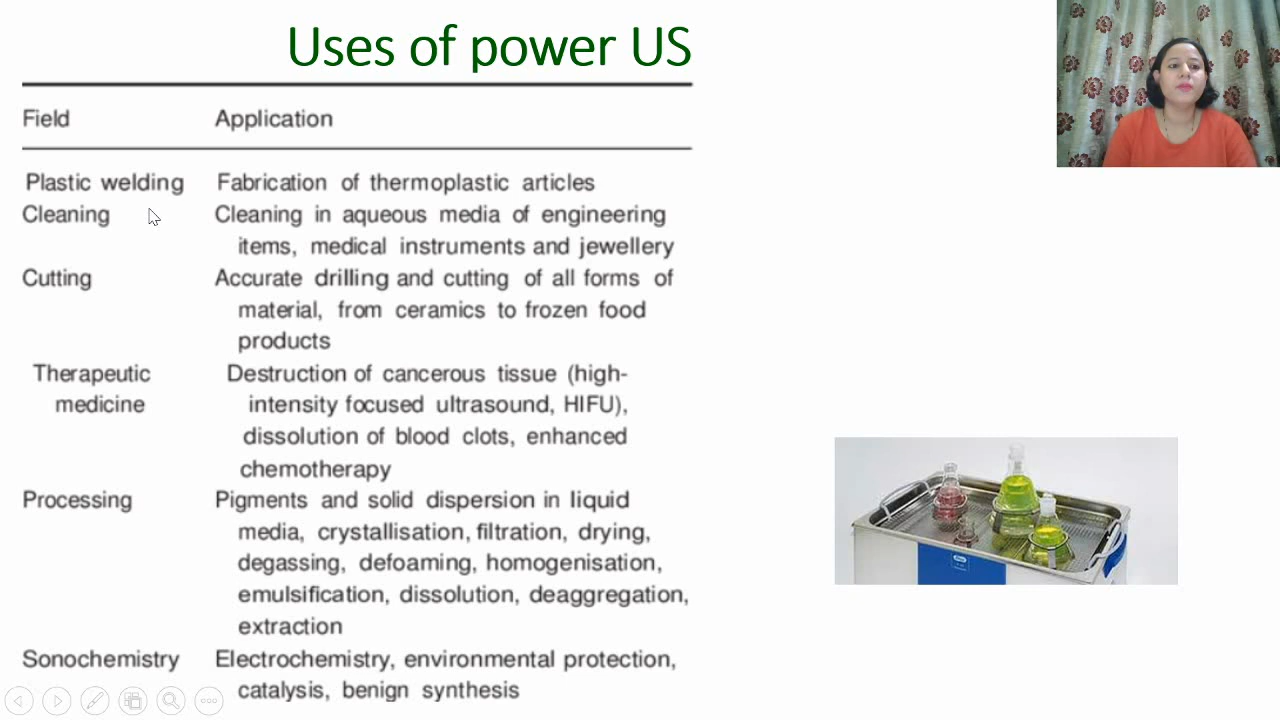 Uses of power US
Field Application
Plastic welding Fabrication of thermoplastic articles
Cleaning Cleaning in aqueous media of engineering
items, medical instruments and jewellery
Cutting Accurate drilling and cutting of all forms of
material, from ceramics to frozen food
products
Therapeutic Destruction of cancerous tissue (high-
medicine intensity focused ultrasound, HIFU),
dissolution of blood clots, enhanced
chemotherapy
Processing Pigments and solid dispersion in liquid
media, crystallisation, filtration, drying,
degassing, defoaming, homogenisation,
emulsification, dissolution, deaggregation,
extraction
Sonochemistry Electrochemistry, environmental protection,
catalysis, benign synthesis